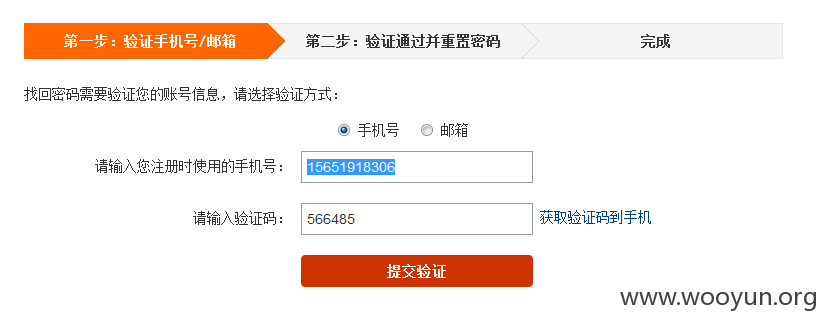 第一步：验证手机号/邮箱 第二步：验证通过并重置密码 完成
找回密码需要验证您的账号信息，请选择验证方式：
手机号 邮箱
请输入您注册时使用的手机号： 15651918306
请输入验证码： 566485 获取验证码到手机
提交验证
www.wooyun.org